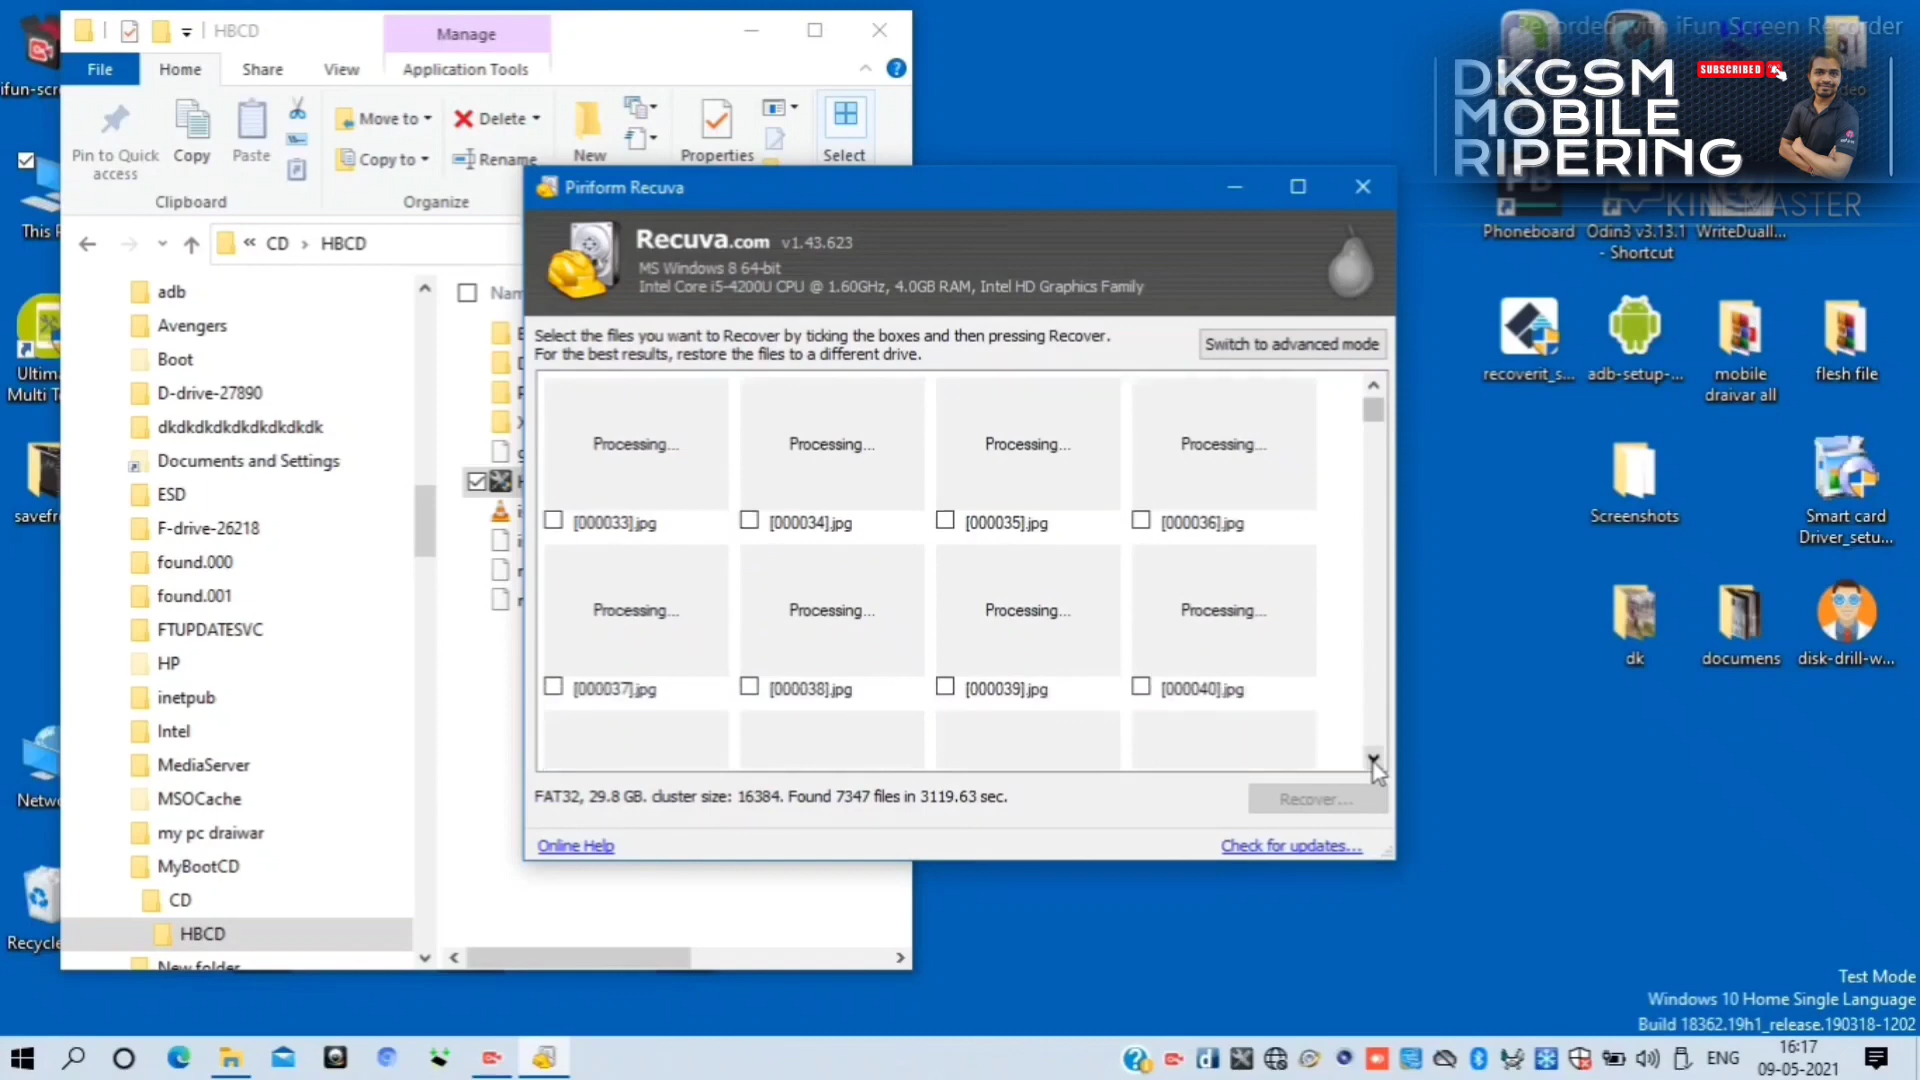 HBCD
Manage
File
Home
Share
View
Application Tools
Pin to Quick access
Copy
Paste
Move to
Copy to
Delete
Rename
New
Properties
Select
Clipboard
Organize
« CD › HBCD
adb
Avengers
Boot
D-drive-27890
dkdkdkdkdkdkdkdk
Documents and Settings
ESD
F-drive-26218
found.000
found.001
FTUPDATESVC
HP
inetpub
Intel
MediaServer
MSOCache
my pc draiwar
MyBootCD
CD
HBCD
New folder
Piriform Recuva
Recuva.com v1.43.623
MS Windows 8 64-bit
Intel Core i5-4200U CPU @ 1.60GHz, 4.0GB RAM, Intel HD Graphics Family
Select the files you want to Recover by ticking the boxes and then pressing Recover.
For the best results, restore the files to a different drive.
Switch to advanced mode
Processing... Processing... Processing... Processing...
[000033].jpg [000034].jpg [000035].jpg [000036].jpg
Processing... Processing... Processing... Processing...
[000037].jpg [000038].jpg [000039].jpg [000040].jpg
FAT32, 29.8 GB. cluster size: 16384. Found 7347 files in 3119.63 sec.
Recover...
Online Help
Check for updates...
Recorded with iFun Screen Recorder
DKGSM
MOBILE
RIPERING
SUBSCRIBED
KINEMASTER
Phoneboard
Odin3 v3.13.1 - Shortcut
WriteDuall...
recoverit_s...
adb-setup-...
mobile draivar all
flesh file
Screenshots
Smart card Driver_setu...
dk
documens
disk-drill-w...
Test Mode
Windows 10 Home Single Language
Build 18362.19h1_release.190318-1202
ENG
16:17
09-05-2021